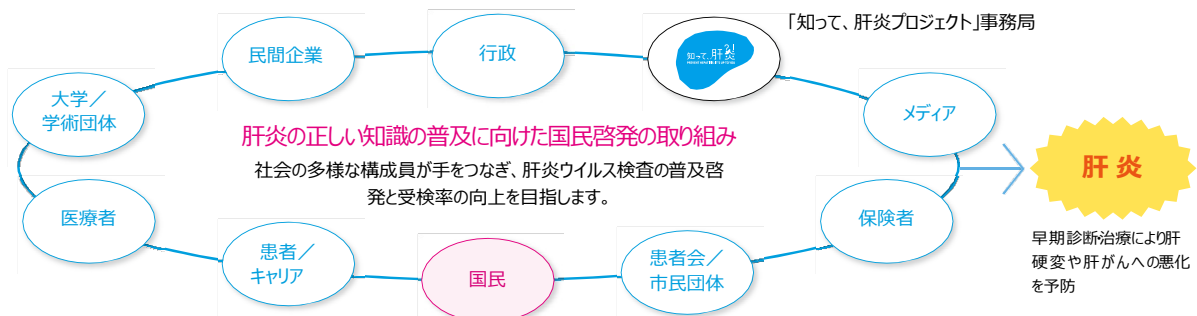 「知って、肝炎プロジェクト」事務局
民間企業
行政
知って、肝炎
大学／
学術団体
メディア
肝炎の正しい知識の普及に向けた国民啓発の取り組み
社会の多様な構成員が手をつなぎ、肝炎ウイルス検査の普及啓
発と受検率の向上を目指します。
肝炎
医療者
保険者
患者／
キャリア
国民
患者会／
市民団体
早期診断・治療により肝
硬変や肝がんへの悪化
を予防